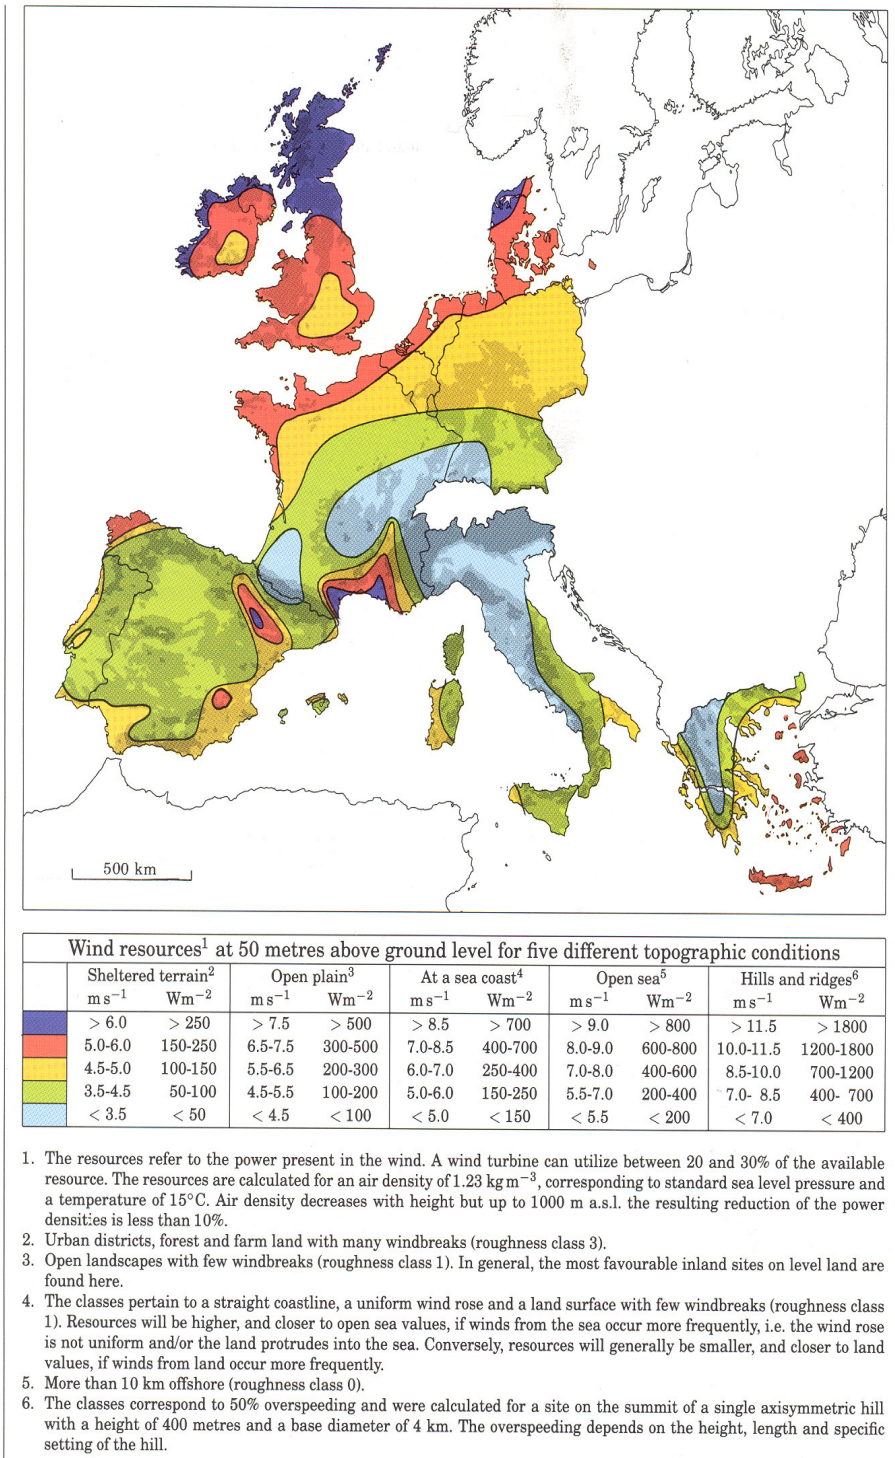 500 km
Wind resources¹ at 50 metres above ground level for five different topographic conditions
Sheltered terrain² Open plain³ At a sea coast⁴ Open sea⁵ Hills and ridges⁶
m s⁻¹ Wm⁻² m s⁻¹ Wm⁻² m s⁻¹ Wm⁻² m s⁻¹ Wm⁻² m s⁻¹ Wm⁻²
> 6.0 > 250 > 7.5 > 500 > 8.5 > 700 > 9.0 > 800 > 11.5 > 1800
5.0-6.0 150-250 6.5-7.5 300-500 7.0-8.5 400-700 8.0-9.0 600-800 10.0-11.5 1200-1800
4.5-5.0 100-150 5.5-6.5 200-300 6.0-7.0 250-400 7.0-8.0 400-600 8.5-10.0 700-1200
3.5-4.5 50-100 4.5-5.5 100-200 5.0-6.0 150-250 5.5-7.0 200-400 7.0- 8.5 400- 700
< 3.5 < 50 < 4.5 < 100 < 5.0 < 150 < 5.5 < 200 < 7.0 < 400
1. The resources refer to the power present in the wind. A wind turbine can utilize between 20 and 30% of the available
resource. The resources are calculated for an air density of 1.23 kg m⁻³, corresponding to standard sea level pressure and
a temperature of 15°C. Air density decreases with height but up to 1000 m a.s.l. the resulting reduction of the power
densities is less than 10%.
2. Urban districts, forest and farm land with many windbreaks (roughness class 3).
3. Open landscapes with few windbreaks (roughness class 1). In general, the most favourable inland sites on level land are
found here.
4. The classes pertain to a straight coastline, a uniform wind rose and a land surface with few windbreaks (roughness class
1). Resources will be higher, and closer to open sea values, if winds from the sea occur more frequently, i.e. the wind rose
is not uniform and/or the land protrudes into the sea. Conversely, resources will generally be smaller, and closer to land
values, if winds from land occur more frequently.
5. More than 10 km offshore (roughness class 0).
6. The classes correspond to 50% overspeeding and were calculated for a site on the summit of a single axisymmetric hill
with a height of 400 metres and a base diameter of 4 km. The overspeeding depends on the height, length and specific
setting of the hill.